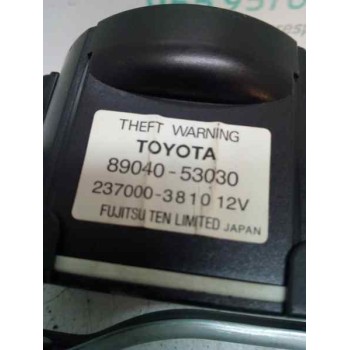 THEFT WARNING
TOYOTA
89040-53030
237000-3810 12V
FUJITSU TEN LIMITED JAPAN